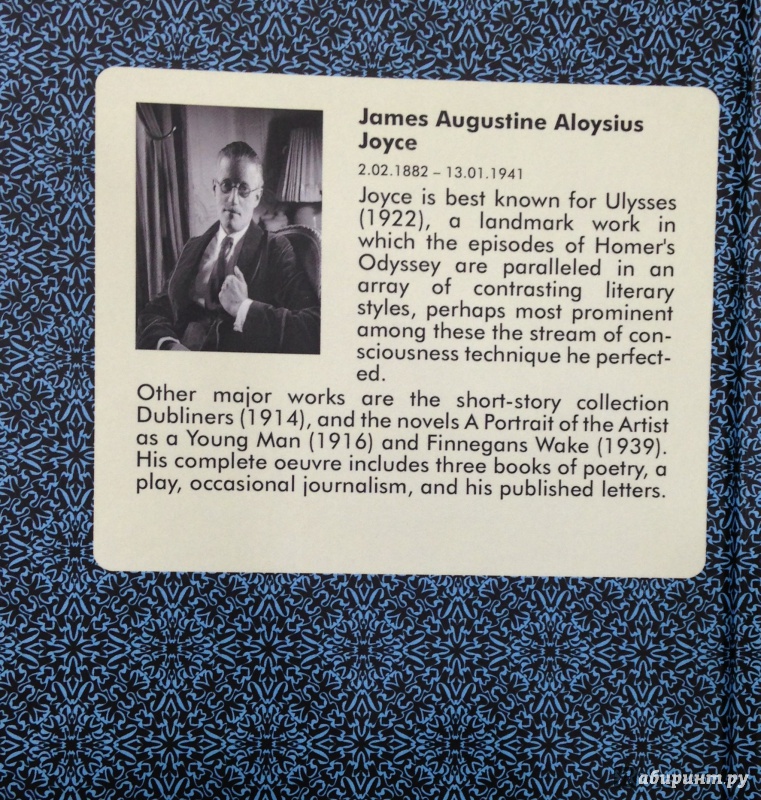 James Augustine Aloysius
Joyce
2.02.1882 – 13.01.1941
Joyce is best known for Ulysses
(1922), a landmark work in
which the episodes of Homer's
Odyssey are paralleled in an
array of contrasting literary
styles, perhaps most prominent
among these the stream of con-
sciousness technique he perfect-
ed.
Other major works are the short-story collection
Dubliners (1914), and the novels A Portrait of the Artist
as a Young Man (1916) and Finnegans Wake (1939).
His complete oeuvre includes three books of poetry, a
play, occasional journalism, and his published letters.
абиринт.ру